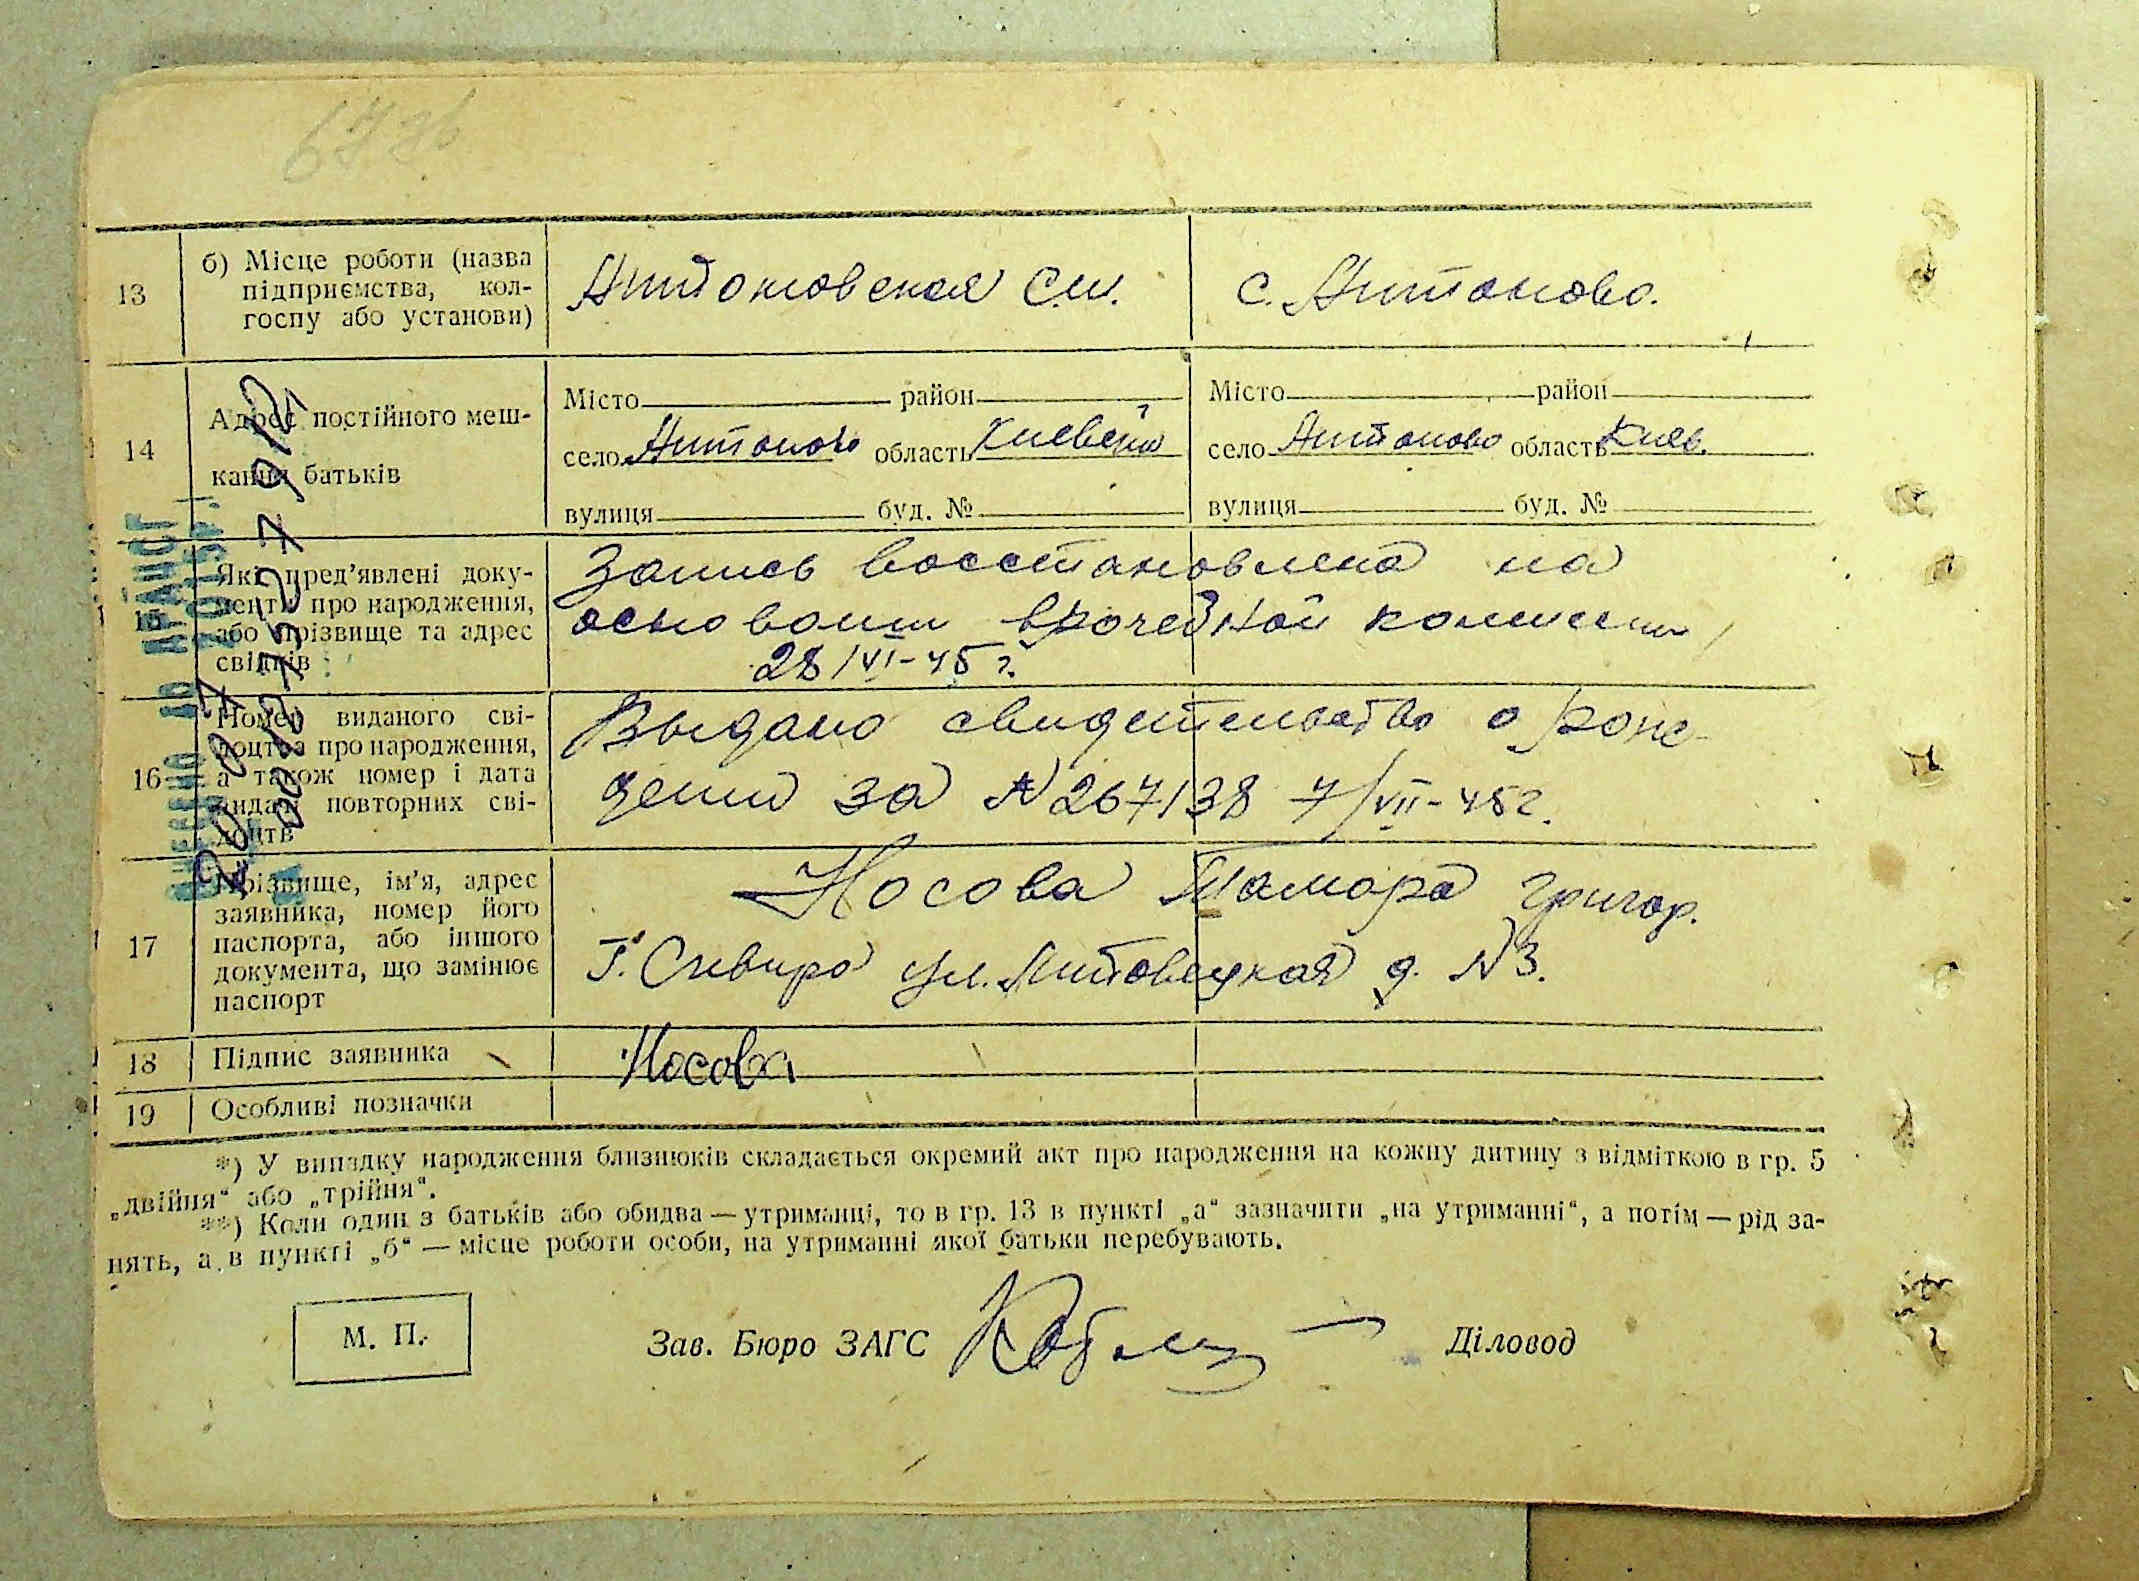 13
б) Місце роботи (назва
підприємства, кол-
госпу або установи)
Антоновская с.ш.
с. Антоново.
14
Адрес постійного меш-
кання батьків
Місто район
село Антоново область Киевской
вулиця буд. №
Місто район
село Антоново область Киев.
вулиця буд. №
15
Які пред’явлені доку-
менти про народження,
або прізвище та адрес
свідків
Запись восстановлена на
основании врачебной комиссии
28/VI-45 г.
16
Номер виданого сві-
доцтва про народження,
а також номер і дата
видачі повторних сві-
доцтв
Выдано свидетельство о рож-
дении за N 267138 7/VII-45 г.
17
Прізвище, ім’я, адрес
заявника, номер його
паспорта, або іншого
документа, що замінює
паспорт
Носова Тамара Григор.
Г. Сквира ул. д. N 3.
18
Підпис заявника
Носова
19
Особливі позначки
*) У випадку народження близнюків складається окремий акт про народження на кожну дитину з відміткою в гр. 5
„двійня“ або „трійня“.
**) Коли один з батьків або обидва — утриманці, то в гр. 13 в пункті „а“ зазначити „на утриманні“, а потім — рід за-
нять, а в пункті „б“ — місце роботи особи, на утриманні якої батьки перебувають.
М. П.
Зав. Бюро ЗАГС
Діловод